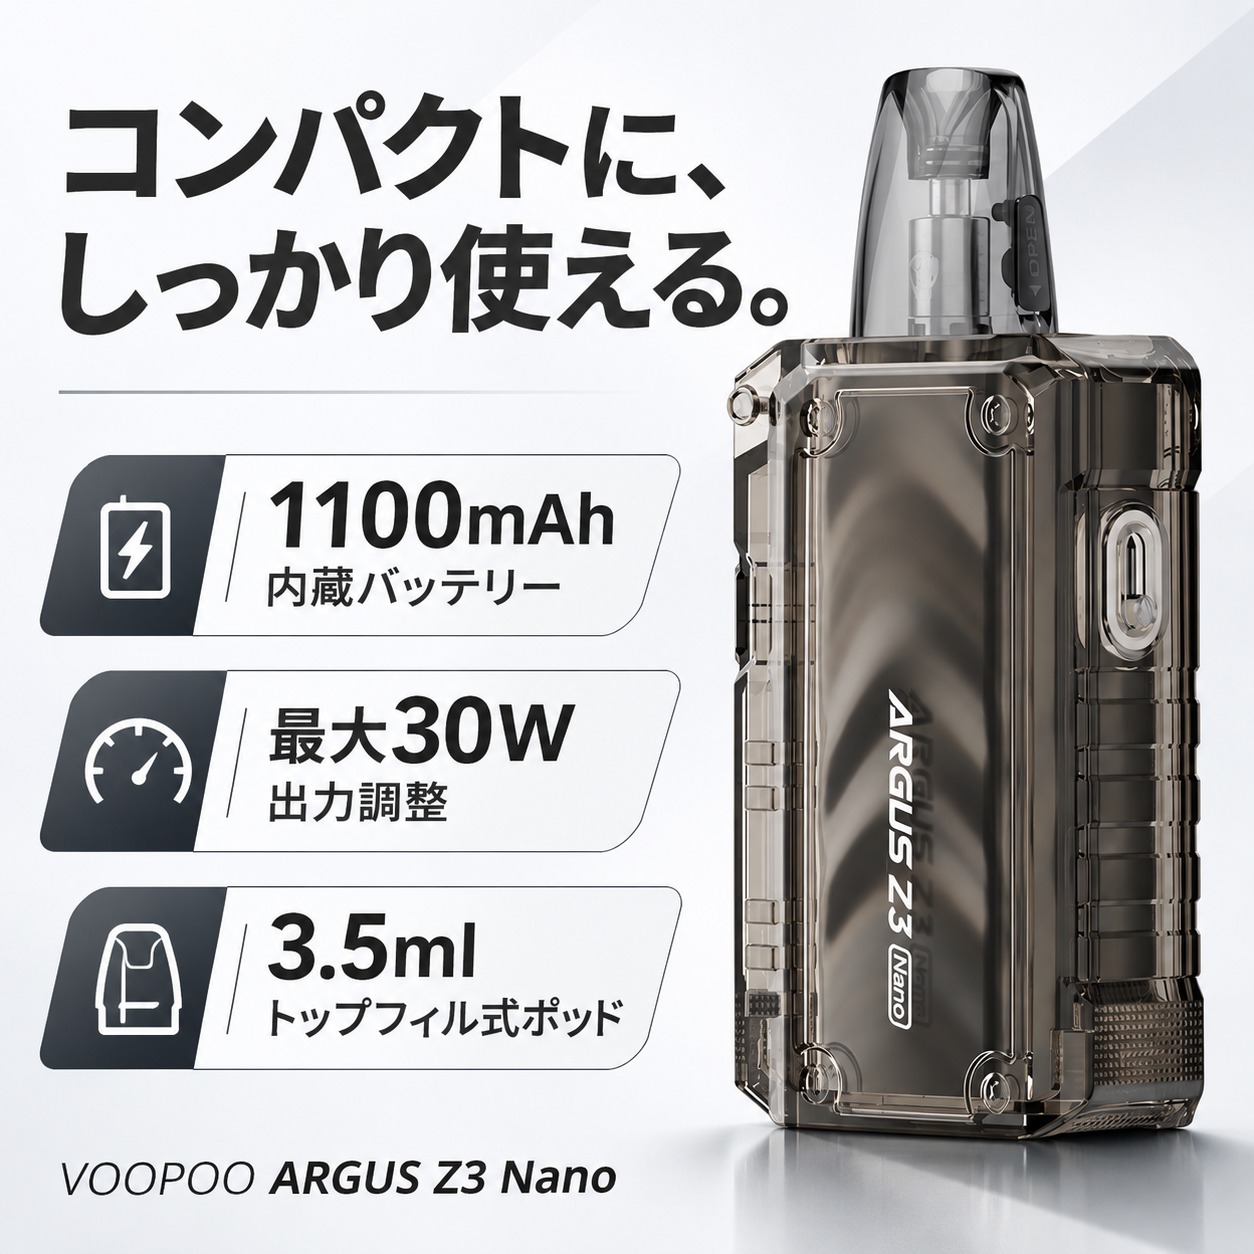 コンパクトに、
しっかり使える。
1100mAh
内蔵バッテリー
最大30W
出力調整
3.5ml
トップフィル式ポッド
VOOPOO ARGUS Z3 Nano
OPEN
ARGUS Z3 Nano